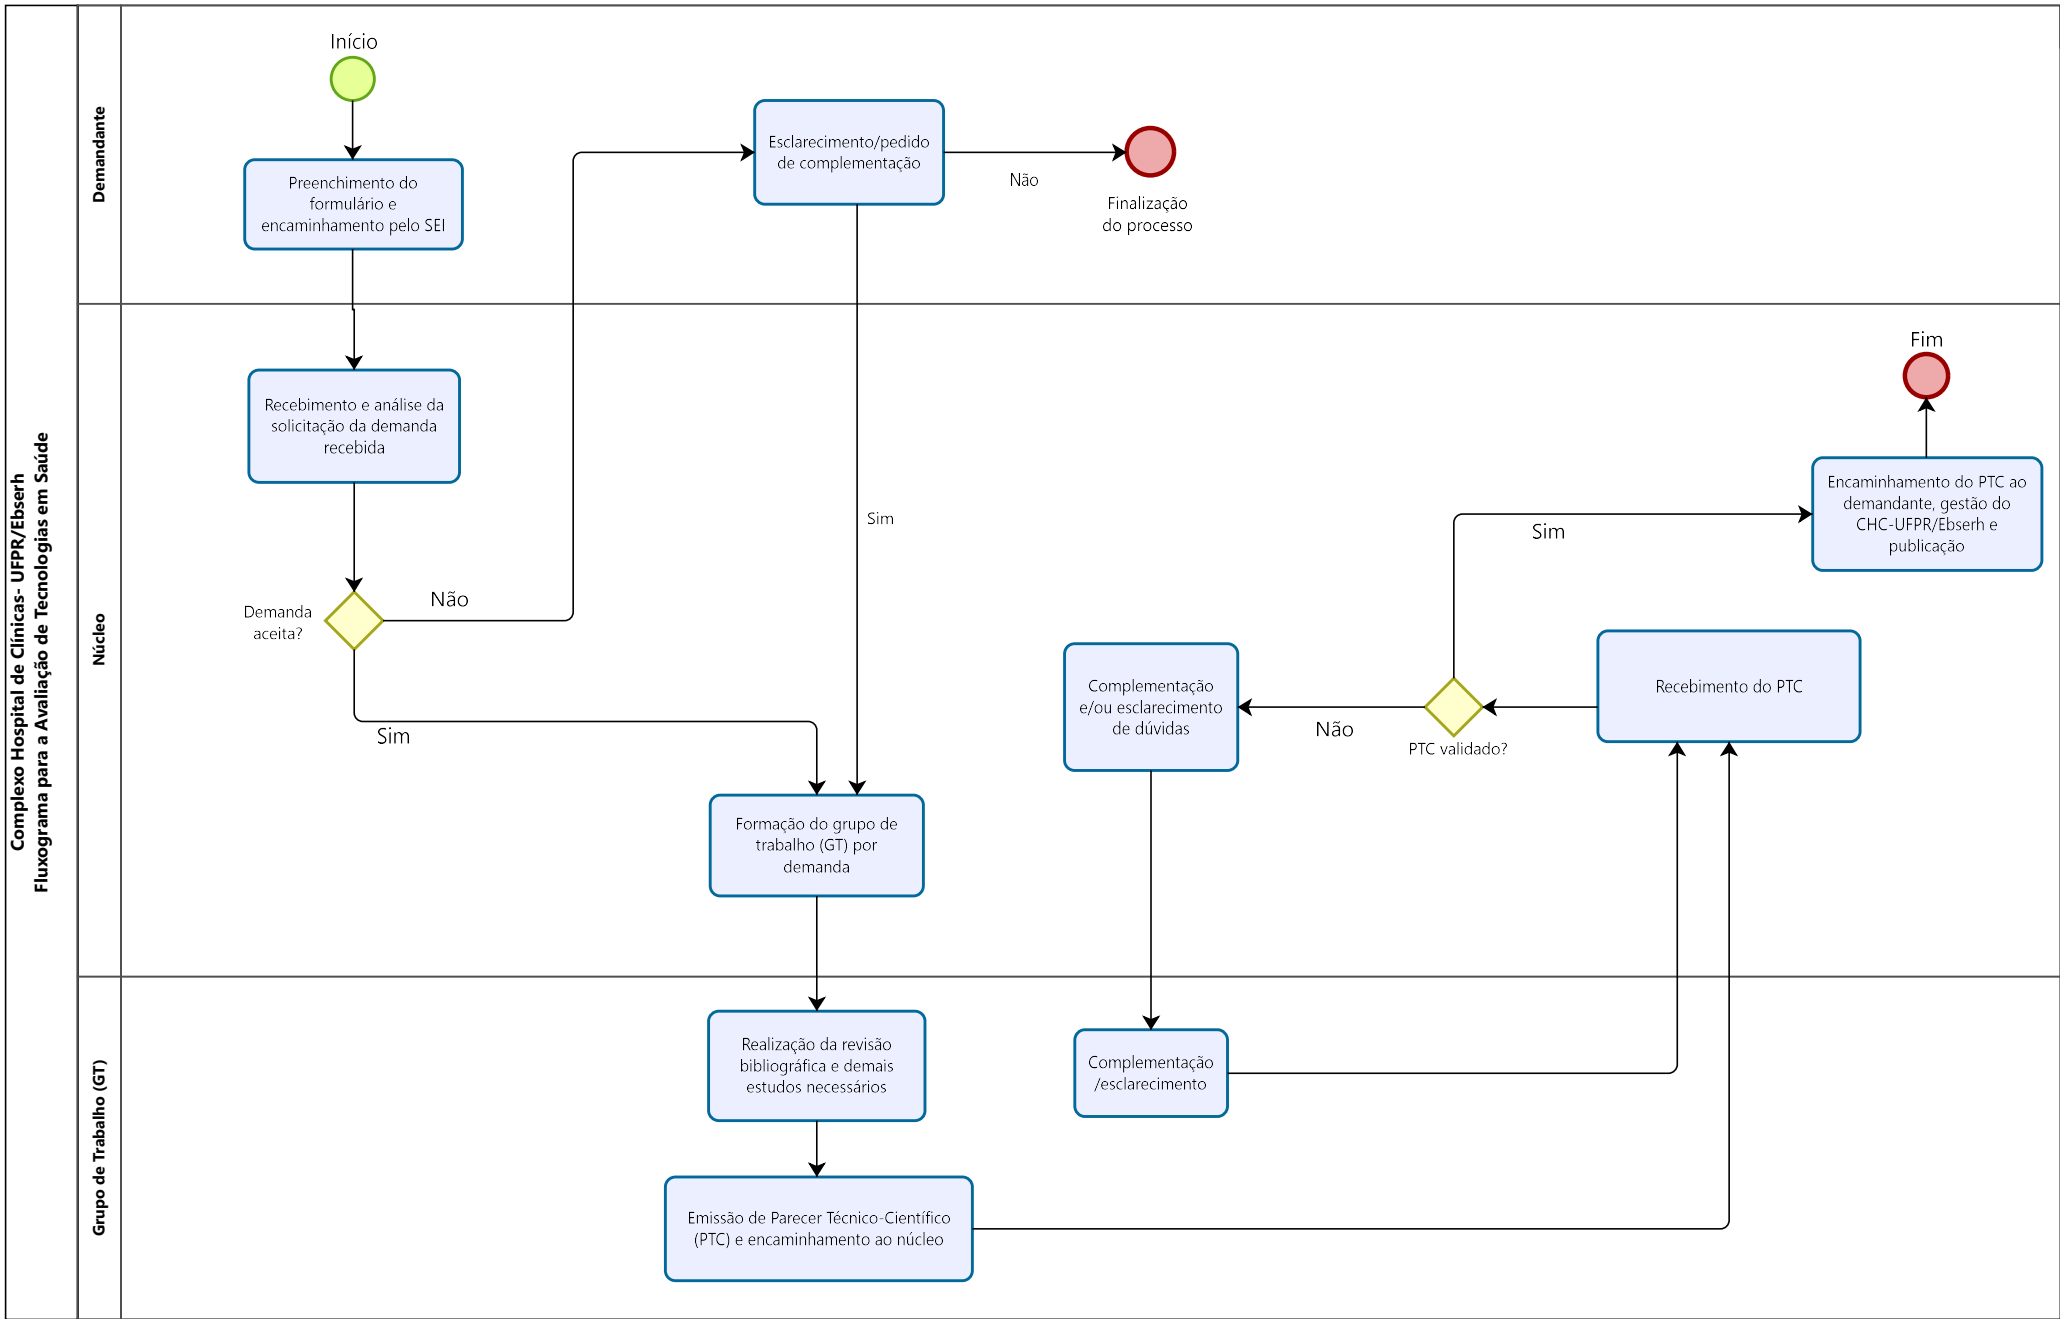 Complexo Hospital de Clínicas- UFPR/Ebserh
Fluxograma para a Avaliação de Tecnologias em Saúde
Demandante
Início
Preenchimento do
formulário e
encaminhamento pelo SEI
Esclarecimento/pedido
de complementação
Não
Finalização
do processo
Núcleo
Recebimento e análise da
solicitação da demanda
recebida
Demanda
aceita?
Não
Sim
Sim
Formação do grupo de
trabalho (GT) por
demanda
Complementação
e/ou esclarecimento
de dúvidas
Não
PTC validado?
Sim
Recebimento do PTC
Encaminhamento do PTC ao
demandante, gestão do
CHC-UFPR/Ebserh e
publicação
Fim
Grupo de Trabalho (GT)
Realização da revisão
bibliográfica e demais
estudos necessários
Complementação
/esclarecimento
Emissão de Parecer Técnico-Científico
(PTC) e encaminhamento ao núcleo